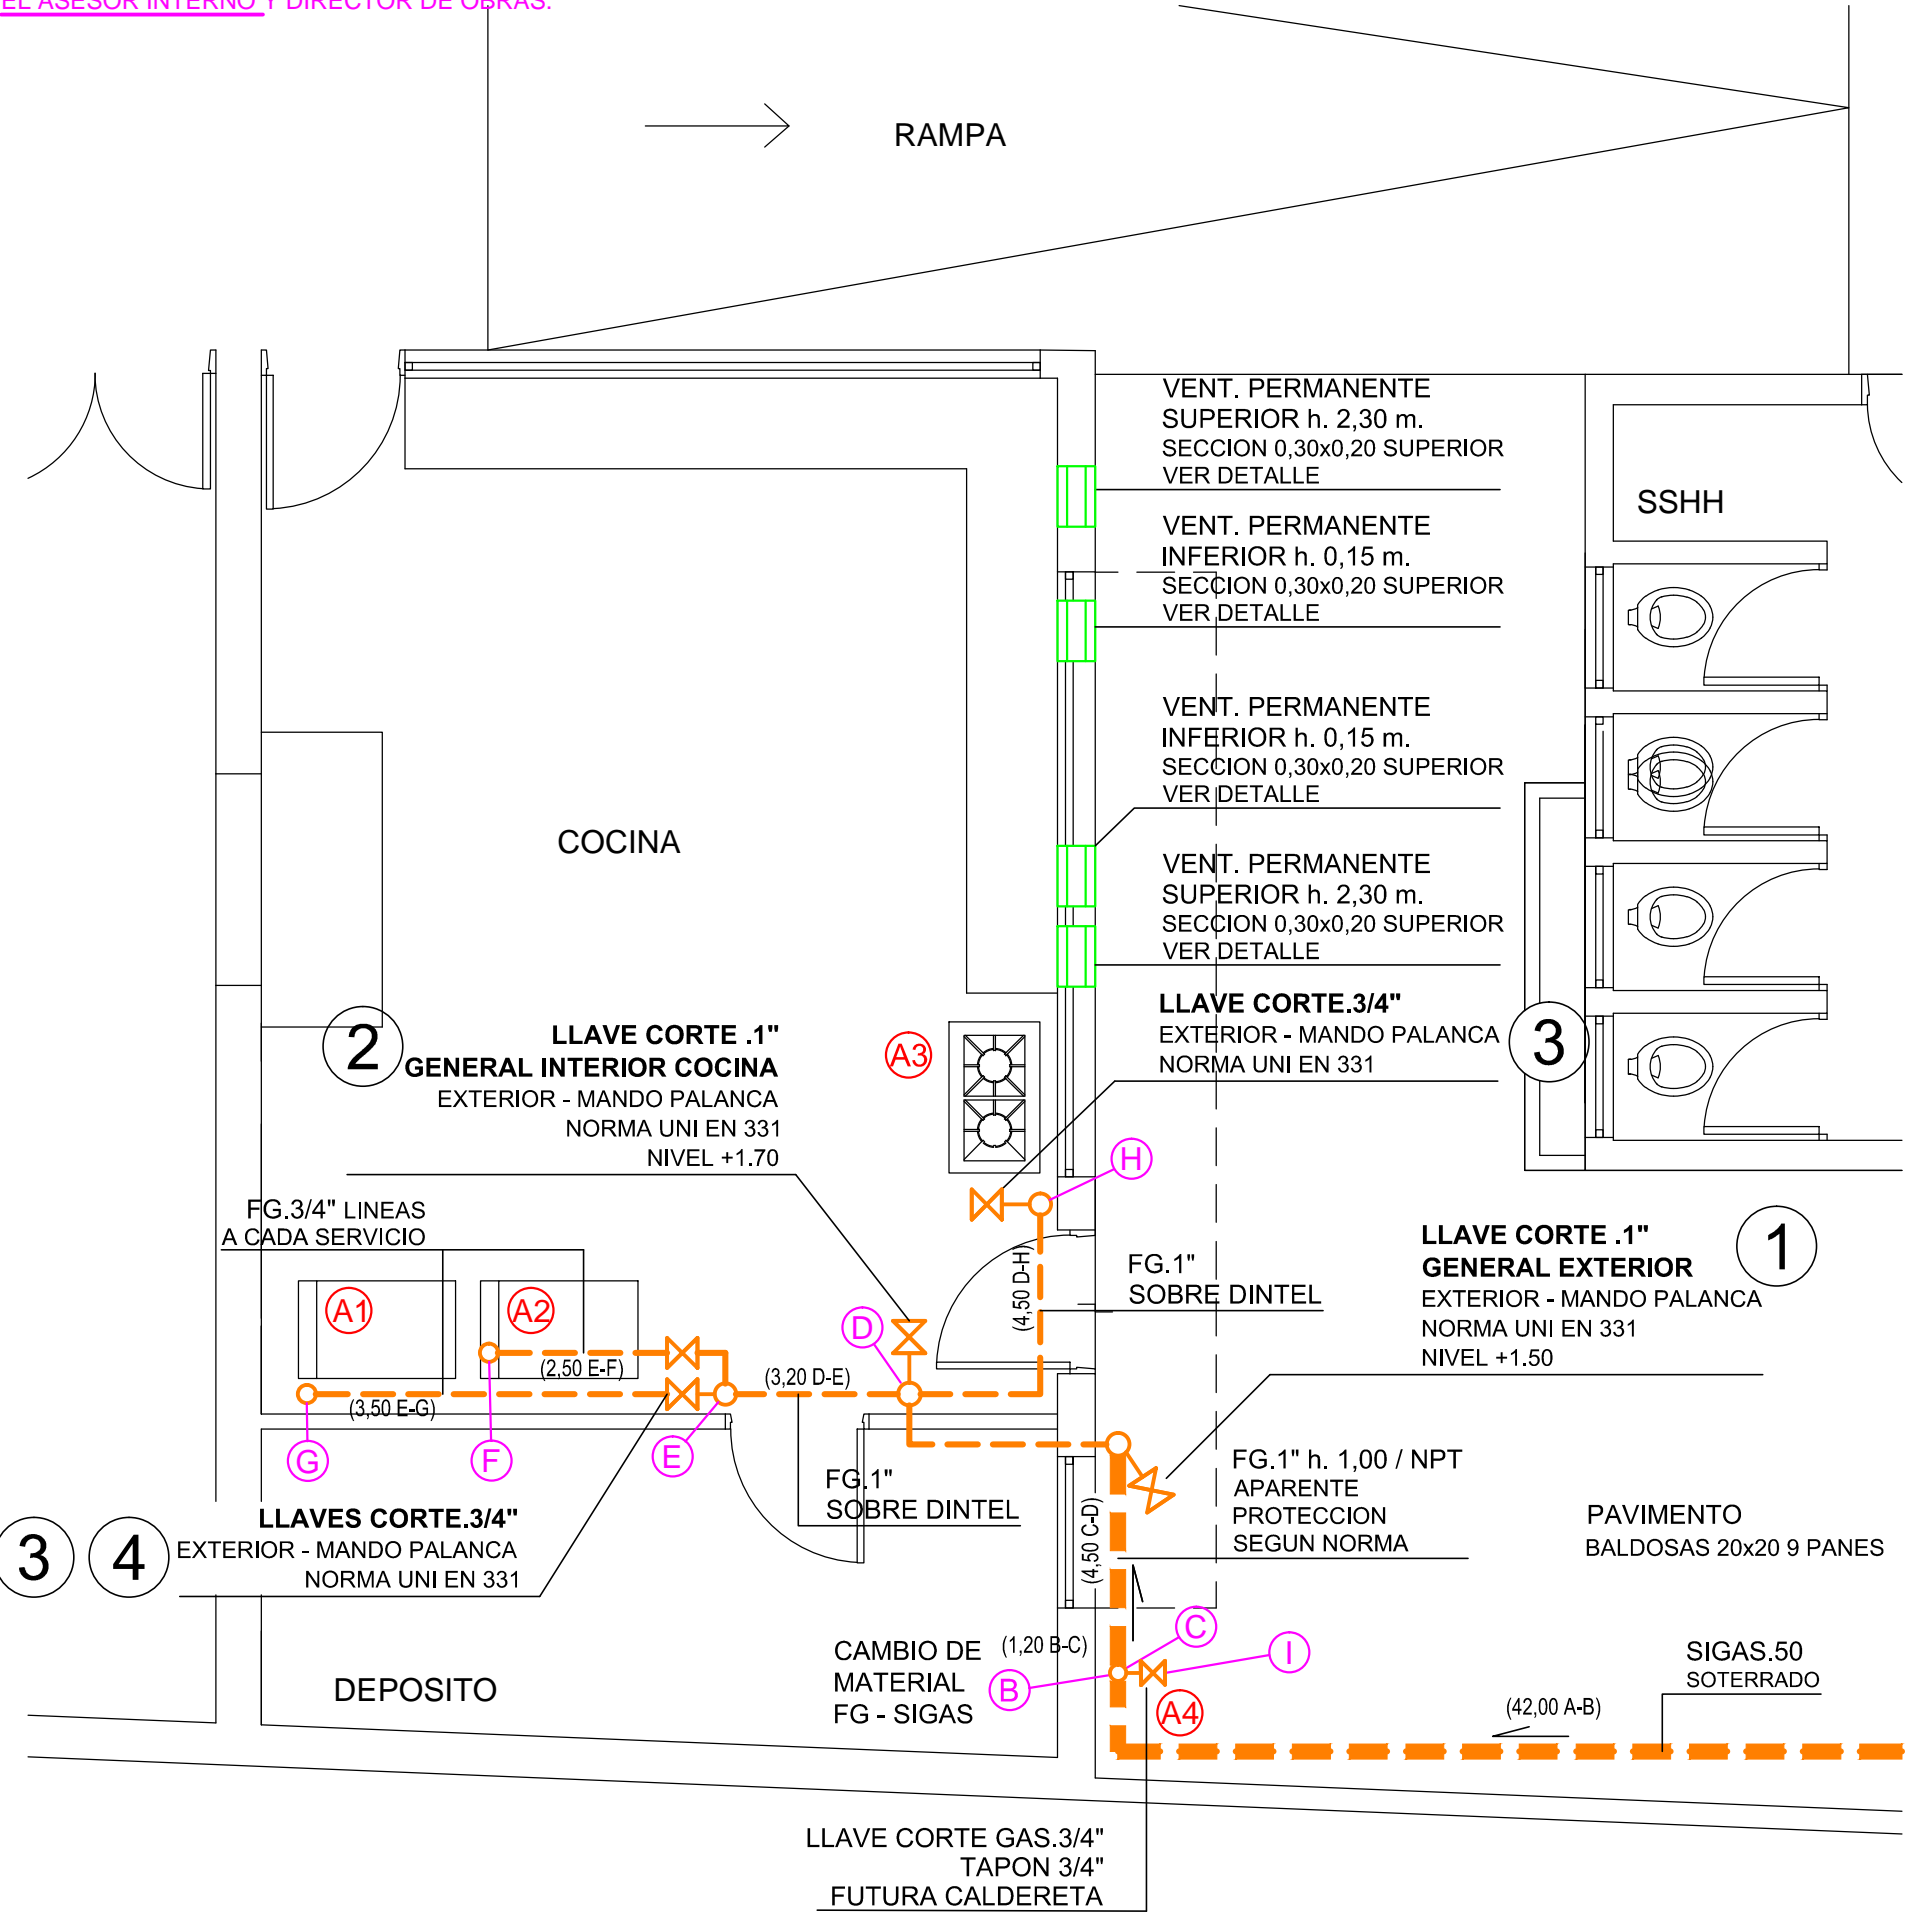 EL ASESOR INTERNO Y DIRECTOR DE OBRAS.
RAMPA
VENT. PERMANENTE
SUPERIOR h. 2,30 m.
SECCION 0,30x0,20 SUPERIOR
VER DETALLE
SSHH
VENT. PERMANENTE
INFERIOR h. 0,15 m.
SECCION 0,30x0,20 SUPERIOR
VER DETALLE
VENT. PERMANENTE
INFERIOR h. 0,15 m.
SECCION 0,30x0,20 SUPERIOR
VER DETALLE
COCINA
VENT. PERMANENTE
SUPERIOR h. 2,30 m.
SECCION 0,30x0,20 SUPERIOR
VER DETALLE
2
LLAVE CORTE .1"
GENERAL INTERIOR COCINA
EXTERIOR - MANDO PALANCA
NORMA UNI EN 331
NIVEL +1.70
A3
LLAVE CORTE.3/4"
EXTERIOR - MANDO PALANCA
NORMA UNI EN 331
3
H
FG.3/4" LINEAS
A CADA SERVICIO
A1
A2
D
(4,50 D-H)
FG.1"
SOBRE DINTEL
LLAVE CORTE .1"
GENERAL EXTERIOR
EXTERIOR - MANDO PALANCA
NORMA UNI EN 331
NIVEL +1.50
1
(2,50 E-F)
(3,20 D-E)
(3,50 E-G)
G
F
E
FG.1"
SOBRE DINTEL
(4,50 C-D)
FG.1" h. 1,00 / NPT
APARENTE
PROTECCION
SEGUN NORMA
PAVIMENTO
BALDOSAS 20x20 9 PANES
3
4
LLAVES CORTE.3/4"
EXTERIOR - MANDO PALANCA
NORMA UNI EN 331
CAMBIO DE
MATERIAL
FG - SIGAS
(1,20 B-C)
C
I
B
A4
DEPOSITO
SIGAS.50
SOTERRADO
(42,00 A-B)
LLAVE CORTE GAS.3/4"
TAPON 3/4"
FUTURA CALDERETA